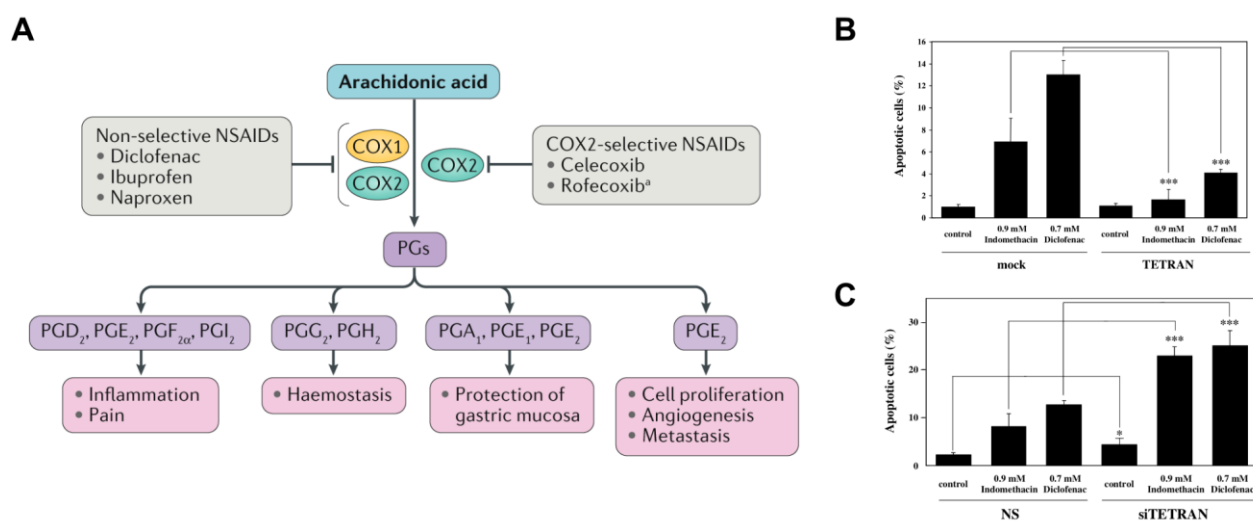 A
Arachidonic acid
Non-selective NSAIDs
• Diclofenac
• Ibuprofen
• Naproxen
COX1
COX2
COX2
COX2-selective NSAIDs
• Celecoxib
• Rofecoxibᵃ
PGs
PGD₂, PGE₂, PGF₂α, PGI₂
PGG₂, PGH₂
PGA₁, PGE₁, PGE₂
PGE₂
• Inflammation
• Pain
• Haemostasis
• Protection of
gastric mucosa
• Cell proliferation
• Angiogenesis
• Metastasis
B
Apoptotic cells (%)
16
14
12
10
8
6
4
2
0
***
***
control
0.9 mM
Indomethacin
0.7 mM
Diclofenac
control
0.9 mM
Indomethacin
0.7 mM
Diclofenac
mock
TETRAN
C
Apoptotic cells (%)
30
20
10
0
*
***
***
control
0.9 mM
Indomethacin
0.7 mM
Diclofenac
control
0.9 mM
Indomethacin
0.7 mM
Diclofenac
NS
siTETRAN